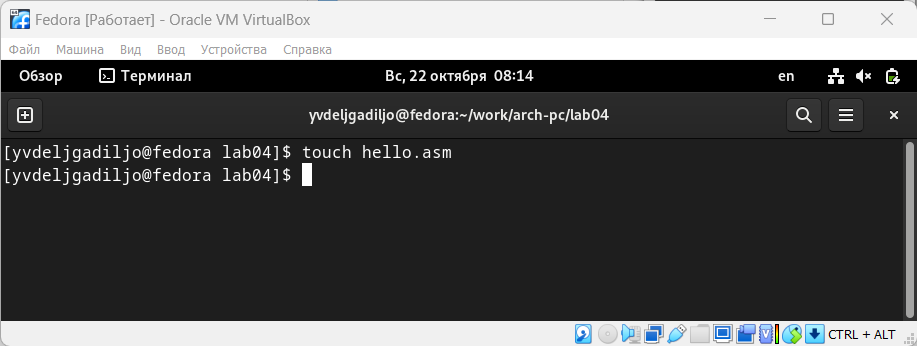 Fedora [Работает] - Oracle VM VirtualBox
Файл Машина Вид Ввод Устройства Справка
Обзор Терминал Вс, 22 октября 08:14 en
yvdeljgadiljo@fedora:~/work/arch-pc/lab04
[yvdeljgadiljo@fedora lab04]$ touch hello.asm
[yvdeljgadiljo@fedora lab04]$
CTRL + ALT